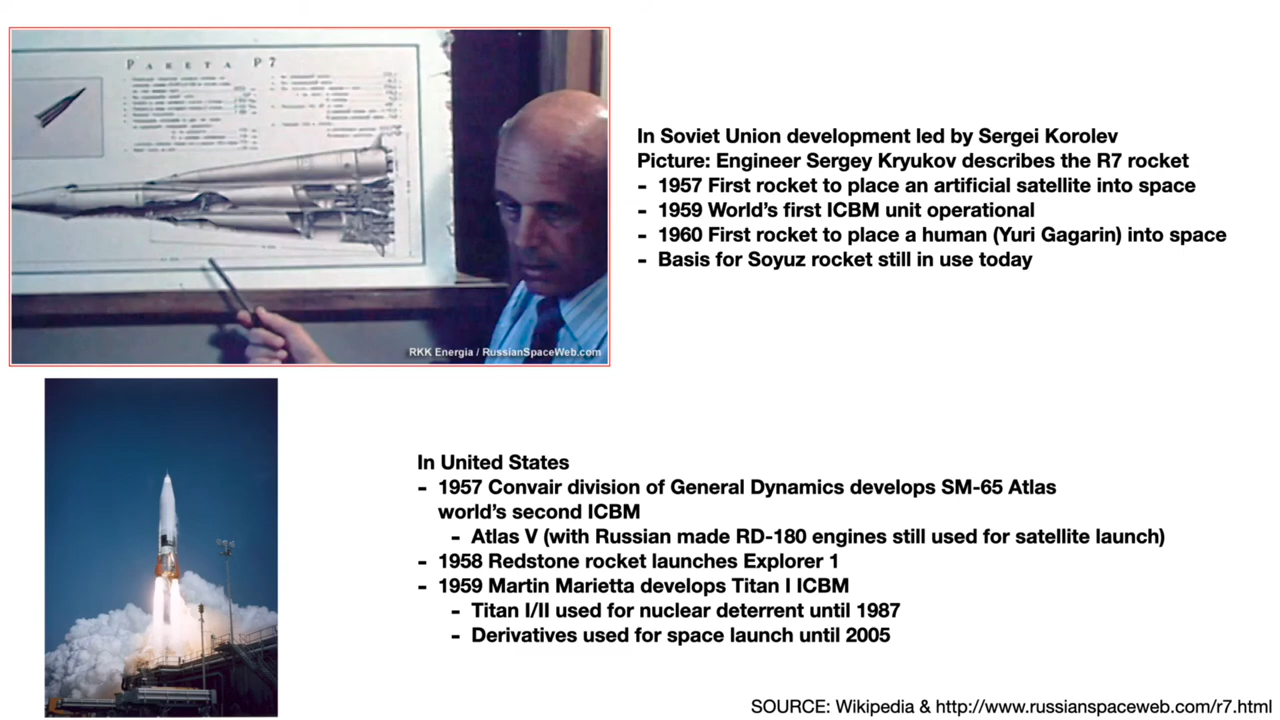 РАКЕТА Р7
RKK Energia / RussianSpaceWeb.com
In Soviet Union development led by Sergei Korolev
Picture: Engineer Sergey Kryukov describes the R7 rocket
- 1957 First rocket to place an artificial satellite into space
- 1959 World's first ICBM unit operational
- 1960 First rocket to place a human (Yuri Gagarin) into space
- Basis for Soyuz rocket still in use today
In United States
- 1957 Convair division of General Dynamics develops SM-65 Atlas
world's second ICBM
- Atlas V (with Russian made RD-180 engines still used for satellite launch)
- 1958 Redstone rocket launches Explorer 1
- 1959 Martin Marietta develops Titan I ICBM
- Titan I/II used for nuclear deterrent until 1987
- Derivatives used for space launch until 2005
SOURCE: Wikipedia & http://www.russianspaceweb.com/r7.html